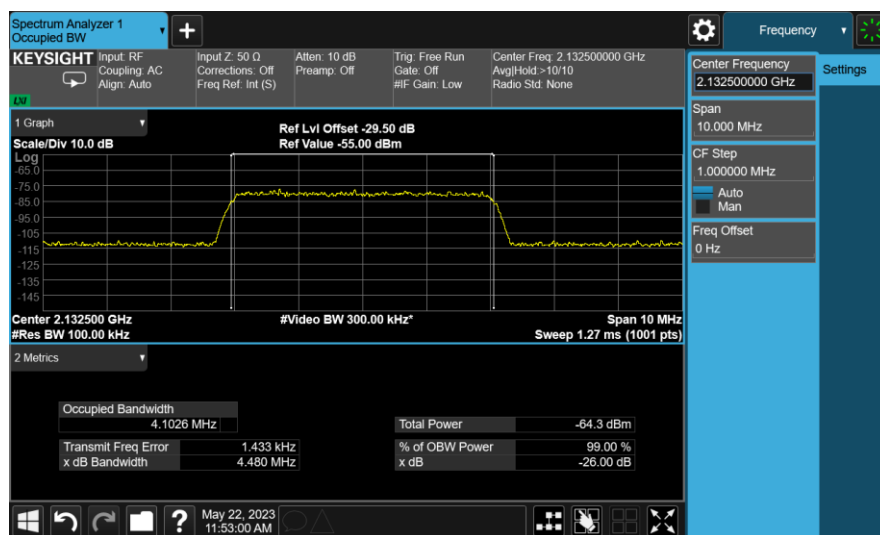 Spectrum Analyzer 1
Occupied BW
Frequency
KEYSIGHT
Input: RF
Coupling: AC
Align: Auto
Input Z: 50 Ω
Corrections: Off
Freq Ref: Int (S)
Atten: 10 dB
Preamp: Off
Trig: Free Run
Gate: Off
#IF Gain: Low
Center Freq: 2.132500000 GHz
Avg|Hold:>10/10
Radio Std: None
LXI
Center Frequency
2.132500000 GHz
Settings
Span
10.000 MHz
CF Step
1.000000 MHz
Auto
Man
Freq Offset
0 Hz
1 Graph
Scale/Div 10.0 dB
Ref Lvl Offset -29.50 dB
Ref Value -55.00 dBm
Log
-65.0
-75.0
-85.0
-95.0
-105
-115
-125
-135
-145
Center 2.132500 GHz
#Video BW 300.00 kHz*
Span 10 MHz
#Res BW 100.00 kHz
Sweep 1.27 ms (1001 pts)
2 Metrics
Occupied Bandwidth
4.1026 MHz
Total Power -64.3 dBm
Transmit Freq Error 1.433 kHz
% of OBW Power 99.00 %
x dB Bandwidth 4.480 MHz
x dB -26.00 dB
?
May 22, 2023
11:53:00 AM